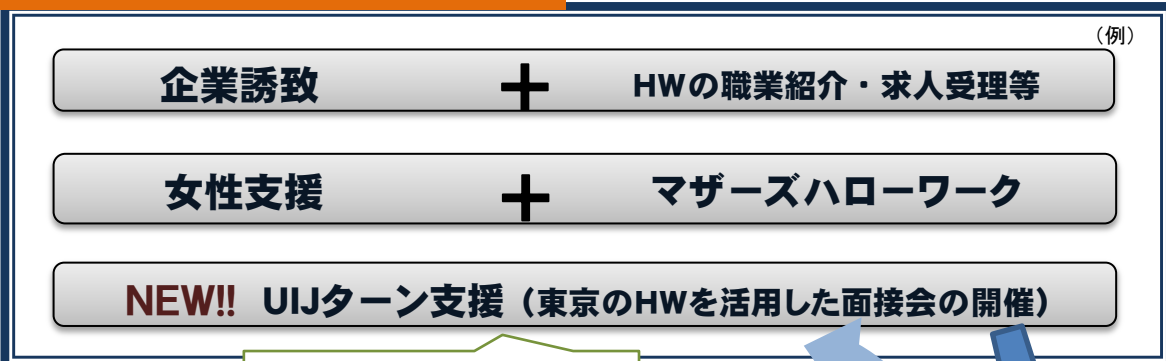 （例）
企業誘致 ＋ HWの職業紹介・求人受理等
女性支援 ＋ マザーズハローワーク
NEW!! UIJターン支援（東京のHWを活用した面接会の開催）